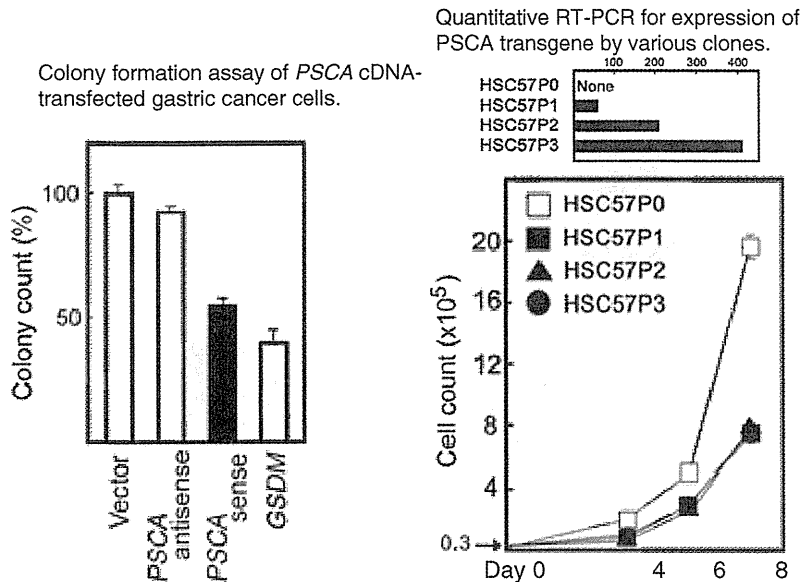 Colony formation assay of PSCA cDNA-
transfected gastric cancer cells.
Colony count (%)
100
50
Vector
PSCA
antisense
PSCA
sense
GSDM
Quantitative RT-PCR for expression of
PSCA transgene by various clones.
100 200 300 400
HSC57P0 None
HSC57P1
HSC57P2
HSC57P3
HSC57P0
HSC57P1
HSC57P2
HSC57P3
Cell count (x10⁵)
20
16
12
8
4
0.3
Day 0 4 6 8